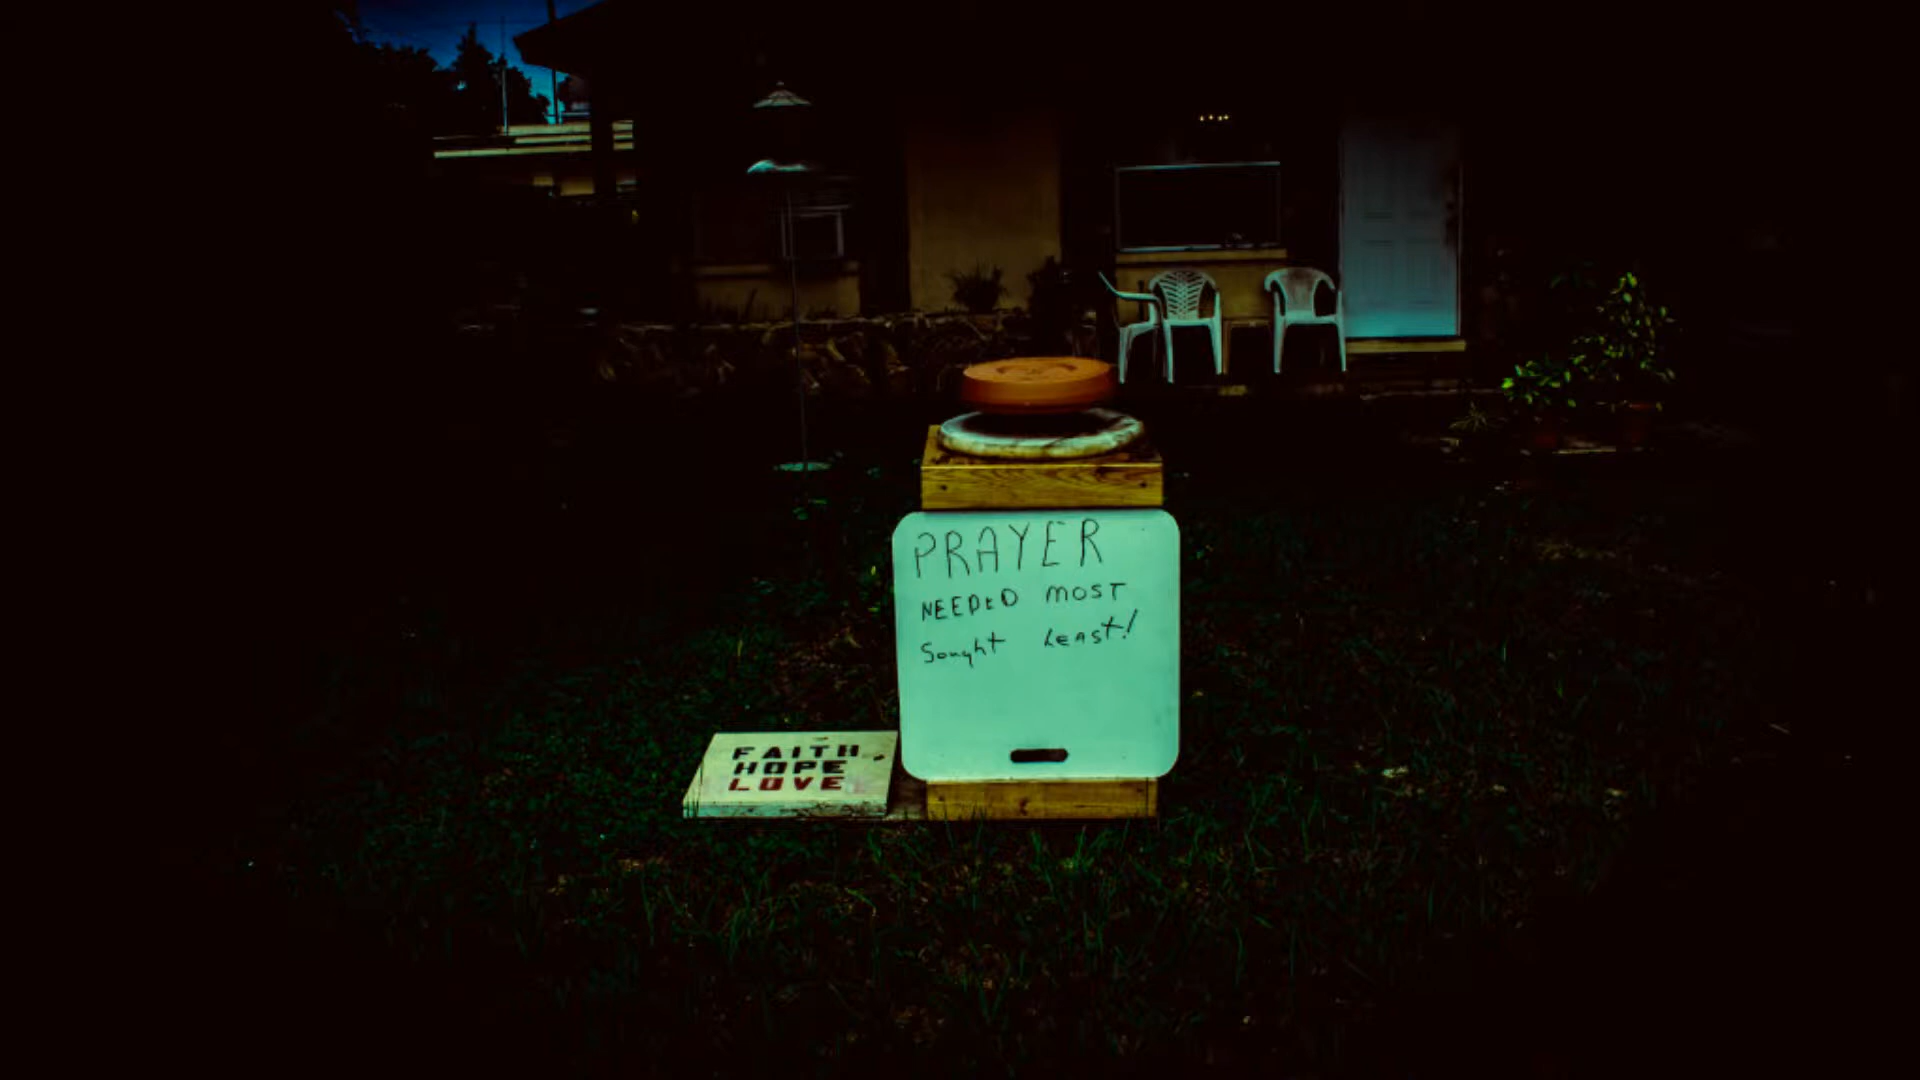 PRAYER
NEEDED MOST
Sought Least!
FAITH
HOPE
LOVE